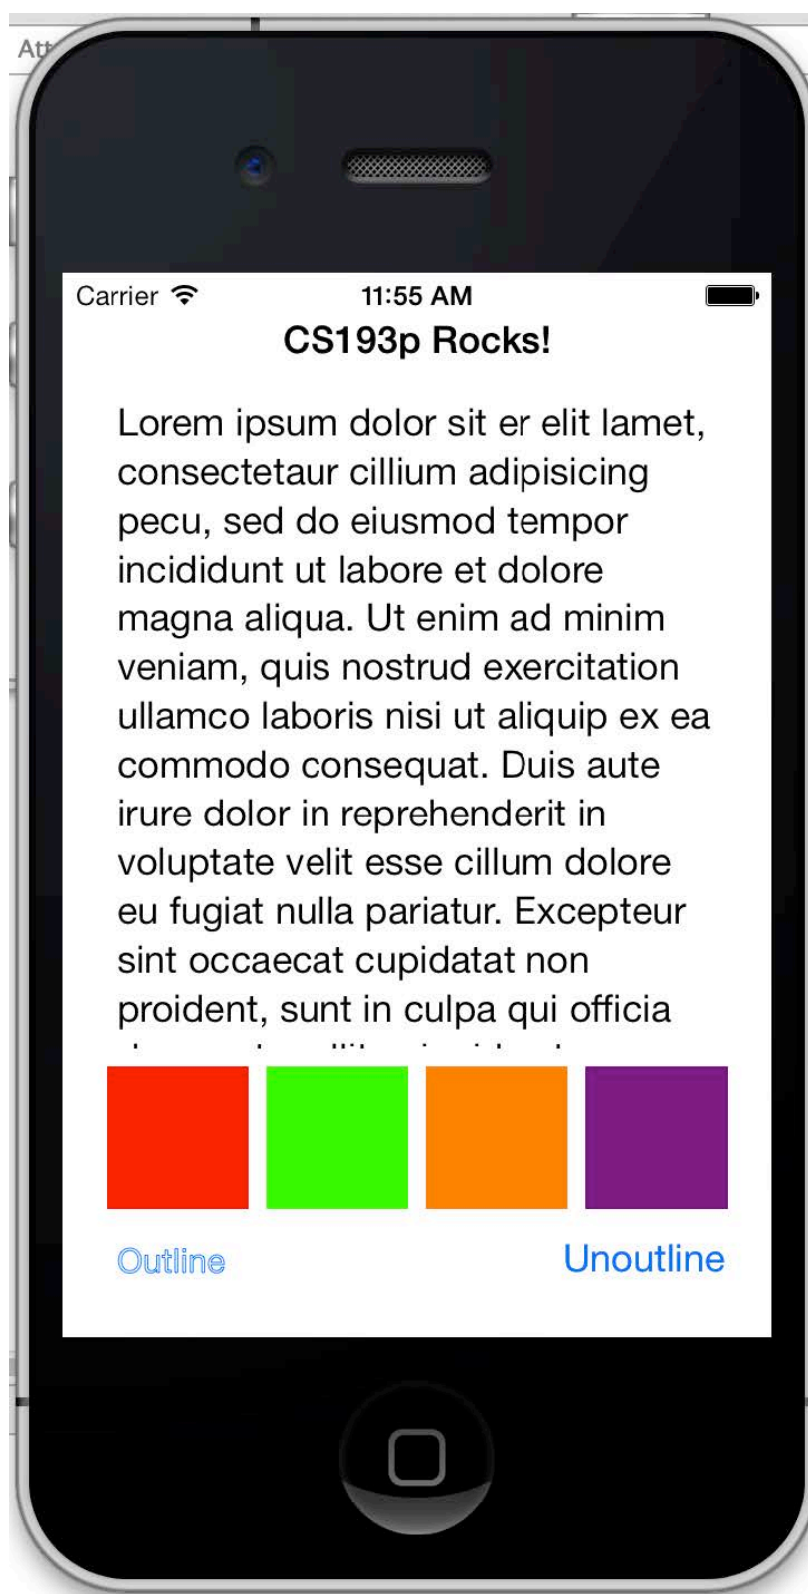 Att
Carrier 11:55 AM
CS193p Rocks!
Lorem ipsum dolor sit er elit lamet,
consectetaur cillium adipisicing
pecu, sed do eiusmod tempor
incididunt ut labore et dolore
magna aliqua. Ut enim ad minim
veniam, quis nostrud exercitation
ullamco laboris nisi ut aliquip ex ea
commodo consequat. Duis aute
irure dolor in reprehenderit in
voluptate velit esse cillum dolore
eu fugiat nulla pariatur. Excepteur
sint occaecat cupidatat non
proident, sunt in culpa qui officia
Outline Unoutline